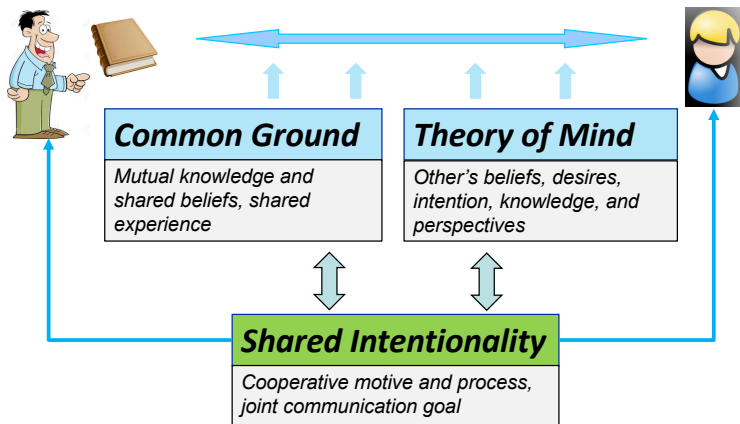 Common Ground
Mutual knowledge and
shared beliefs, shared
experience
Theory of Mind
Other's beliefs, desires,
intention, knowledge, and
perspectives
Shared Intentionality
Cooperative motive and process,
joint communication goal